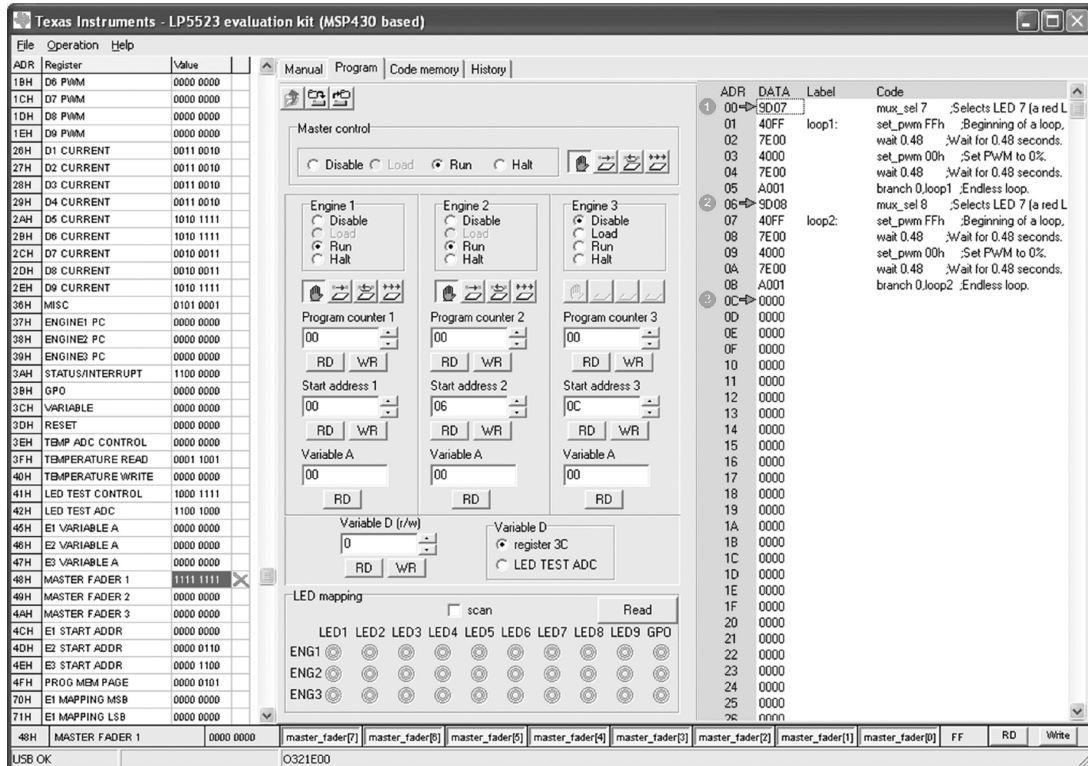 Texas Instruments - LP5523 evaluation kit (MSP430 based)
File Operation Help
ADR Register Value
1BH D6 PWM 0000 0000
1CH D7 PWM 0000 0000
1DH D8 PWM 0000 0000
1EH D9 PWM 0000 0000
26H D1 CURRENT 0011 0010
27H D2 CURRENT 0011 0010
28H D3 CURRENT 0011 0010
29H D4 CURRENT 0011 0010
2AH D5 CURRENT 1010 1111
2BH D6 CURRENT 1010 1111
2CH D7 CURRENT 1010 0011
2DH D8 CURRENT 1010 0011
2EH D9 CURRENT 1010 1111
36H MISC 0101 0001
37H ENGINE1 PC 0000 0000
38H ENGINE2 PC 0000 0000
39H ENGINE3 PC 0000 0000
3AH STATUS/INTERRUPT 1100 0000
3BH GPO 0000 0000
3CH VARIABLE 0000 0000
3DH RESET 0000 0000
3EH TEMP ADC CONTROL 0000 0000
3FH TEMPERATURE READ 0001 1001
40H TEMPERATURE WRITE 0000 0000
41H LED TEST CONTROL 1000 1111
42H LED TEST ADC 1100 1000
45H E1 VARIABLE A 0000 0000
46H E2 VARIABLE A 0000 0000
47H E3 VARIABLE A 0000 0000
48H MASTER FADER 1 1111 1111
49H MASTER FADER 2 0000 0000
4AH MASTER FADER 3 0000 0000
4CH E1 START ADDR 0000 0000
4DH E2 START ADDR 0000 0110
4EH E3 START ADDR 0000 1100
4FH PROG MEM PAGE 0000 0101
70H E1 MAPPING MSB 0000 0000
71H E1 MAPPING LSB 0000 0000
Manual Program Code memory History
Master control
Disable Load Run Halt
Engine 1 Engine 2 Engine 3
Disable Disable Disable
Load Load Load
Run Run Run
Halt Halt Halt
Program counter 1 Program counter 2 Program counter 3
00 00 00
RD WR RD WR RD WR
Start address 1 Start address 2 Start address 3
00 06 0C
RD WR RD WR RD WR
Variable A Variable A Variable A
00 00 00
RD RD RD
Variable D (r/w) Variable D
0 register 3C
RD WR LED TEST ADC
LED mapping
scan Read
LED1 LED2 LED3 LED4 LED5 LED6 LED7 LED8 LED9 GPO
ENG1
ENG2
ENG3
ADR DATA Label Code
1 00 9D07 mux_sel 7 ;Selects LED 7 (a red L
01 40FF loop1: set_pwm FFh ;Beginning of a loop,
02 7E00 wait 0.48 ;Wait for 0.48 seconds.
03 4000 set_pwm 00h ;Set PWM to 0%.
04 7E00 wait 0.48 ;Wait for 0.48 seconds.
05 A001 branch 0,loop1 ;Endless loop.
2 06 9D08 mux_sel 8 ;Selects LED 7 (a red L
07 40FF loop2: set_pwm FFh ;Beginning of a loop,
08 7E00 wait 0.48 ;Wait for 0.48 seconds.
09 4000 set_pwm 00h ;Set PWM to 0%.
0A 7E00 wait 0.48 ;Wait for 0.48 seconds.
0B A001 branch 0,loop2 ;Endless loop.
3 0C 0000
0D 0000
0E 0000
0F 0000
10 0000
11 0000
12 0000
13 0000
14 0000
15 0000
16 0000
17 0000
18 0000
19 0000
1A 0000
1B 0000
1C 0000
1D 0000
1E 0000
1F 0000
20 0000
21 0000
22 0000
23 0000
24 0000
25 0000
26 0000
48H MASTER FADER 1 0000 0000 master_fader[7] master_fader[6] master_fader[5] master_fader[4] master_fader[3] master_fader[2] master_fader[1] master_fader[0] FF RD Write
USB OK 0321E00